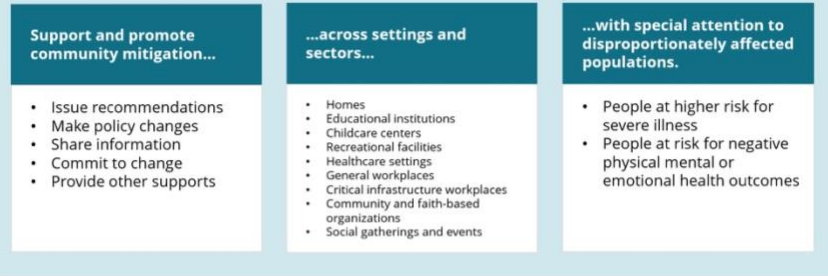 Support and promote
community mitigation...
• Issue recommendations
• Make policy changes
• Share information
• Commit to change
• Provide other supports
...across settings and
sectors...
• Homes
• Educational institutions
• Childcare centers
• Recreational facilities
• Healthcare settings
• General workplaces
• Critical infrastructure workplaces
• Community and faith-based
organizations
• Social gatherings and events
...with special attention to
disproportionately affected
populations.
• People at higher risk for
severe illness
• People at risk for negative
physical mental or
emotional health outcomes